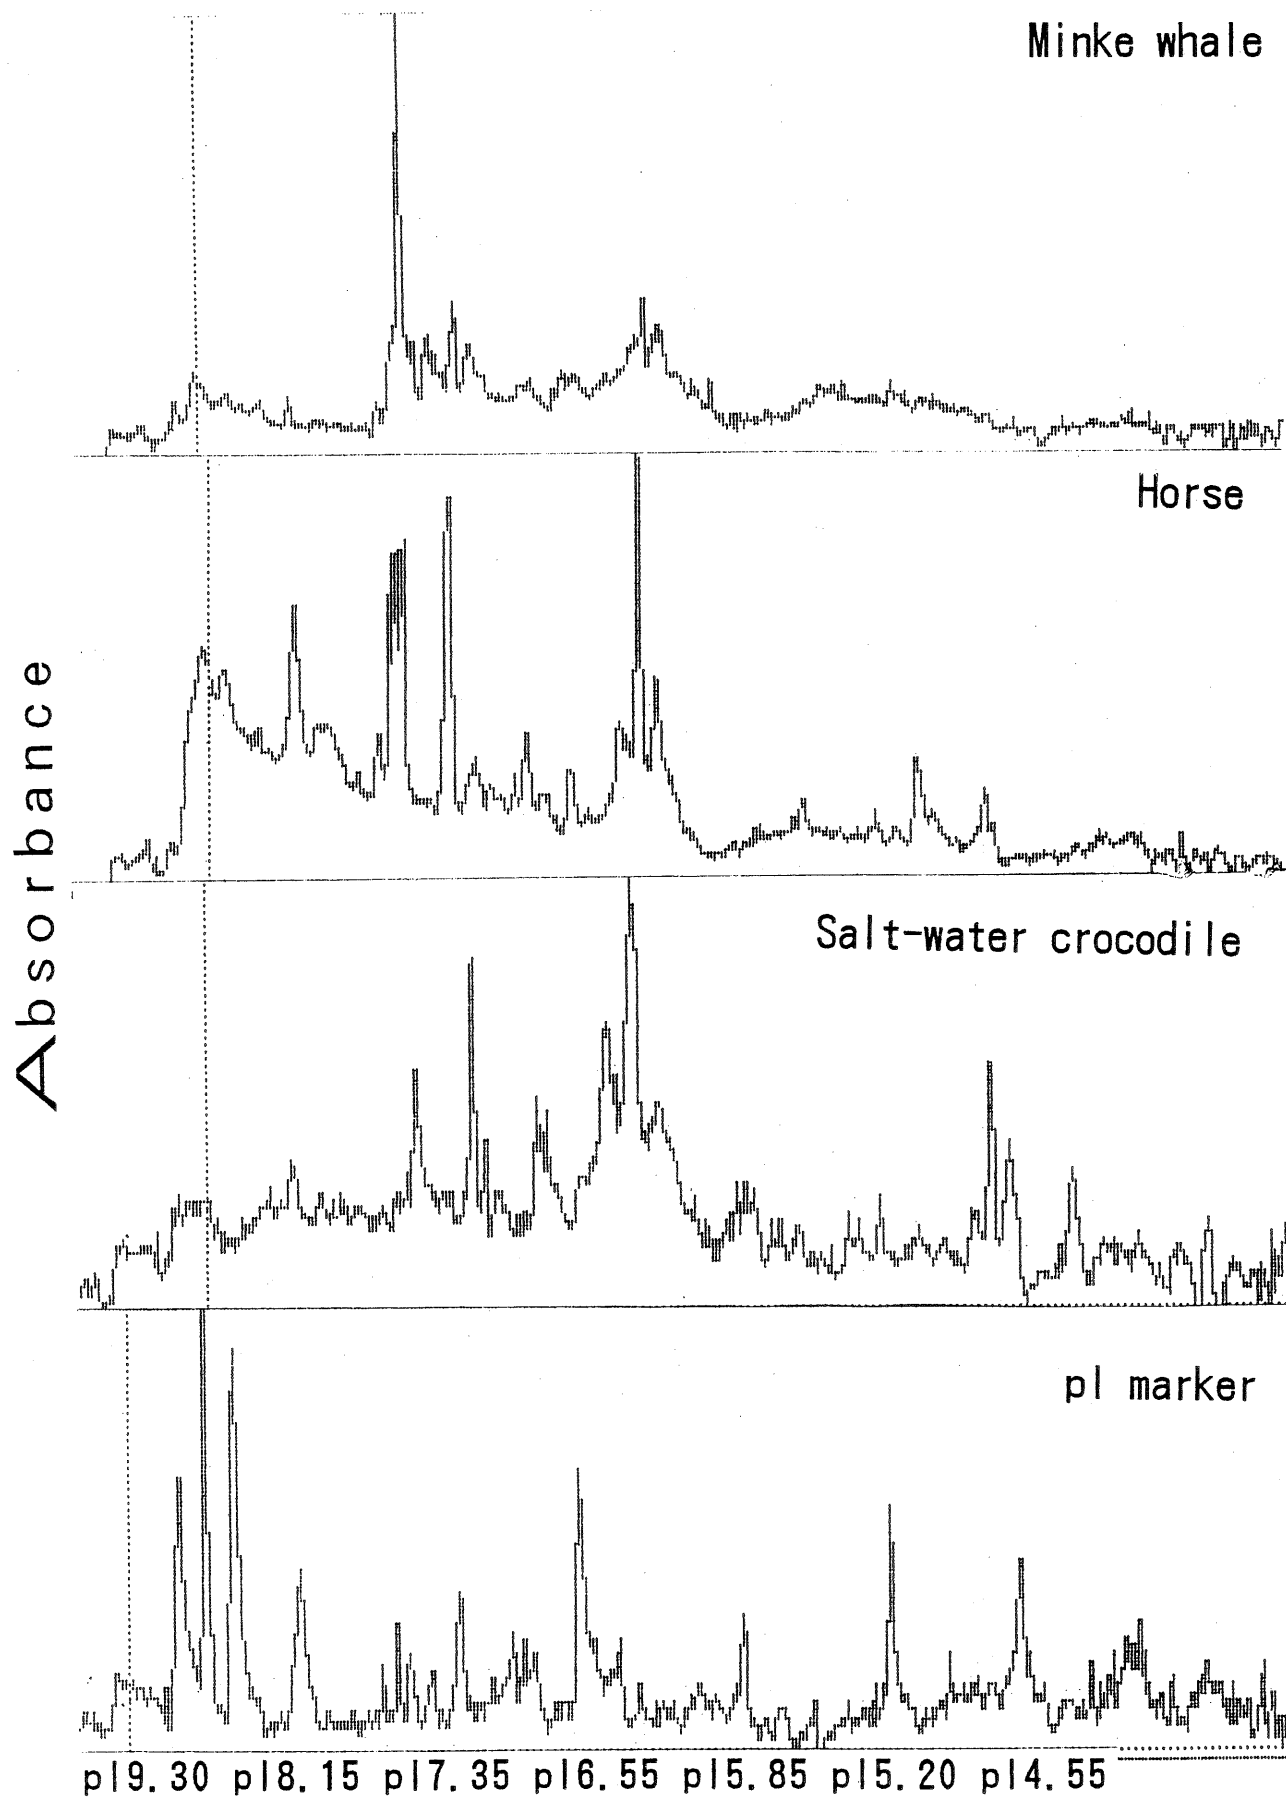 Minke whale
Horse
Absorbance
Salt-water crocodile
pI marker
pI9.30 pI8.15 pI7.35 pI6.55 pI5.85 pI5.20 pI4.55